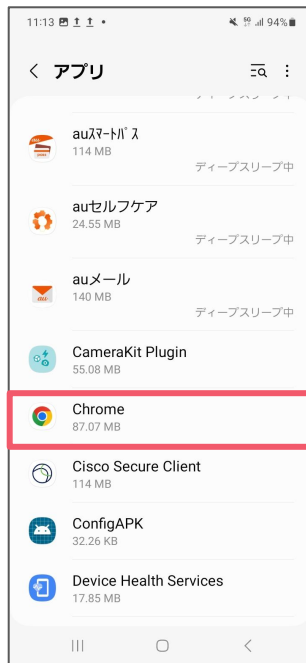 11:13
5G
94%
アプリ
auｽﾏｰﾄﾊﾟｽ
114 MB
ディープスリープ中
auセルフケア
24.55 MB
ディープスリープ中
auメール
140 MB
ディープスリープ中
CameraKit Plugin
55.08 MB
Chrome
87.07 MB
Cisco Secure Client
114 MB
ConfigAPK
32.26 KB
Device Health Services
17.85 MB